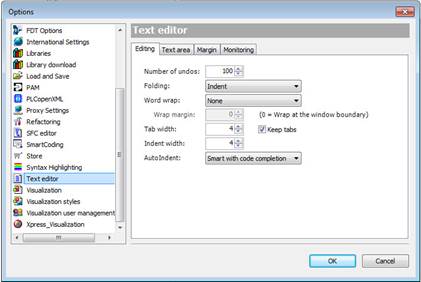 Options
FDT Options
International Settings
Libraries
Library download
Load and Save
PAM
PLCopenXML
Proxy Settings
Refactoring
SFC editor
SmartCoding
Store
Syntax Highlighting
Text editor
Visualization
Visualization styles
Visualization user management
Xpress_Visualization
Text editor
Editing Text area Margin Monitoring
Number of undos: 100
Folding: Indent
Word wrap: None
Wrap margin: 0 (0 = Wrap at the window boundary)
Tab width: 4 Keep tabs
Indent width: 4
AutoIndent: Smart with code completion
OK Cancel